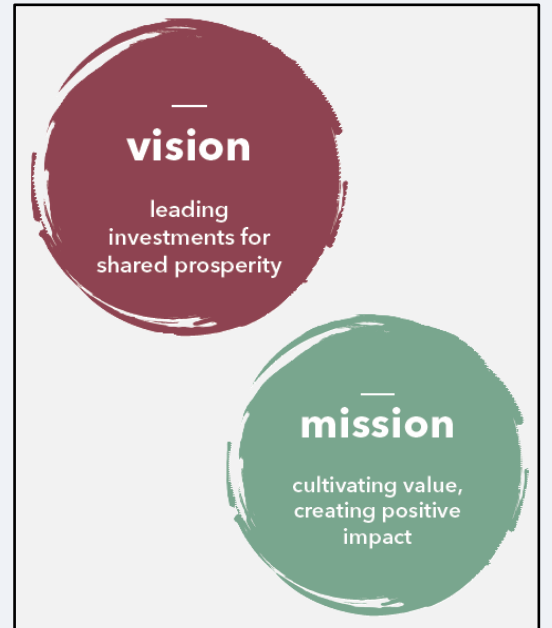 vision
leading
investments for
shared prosperity
mission
cultivating value,
creating positive
impact